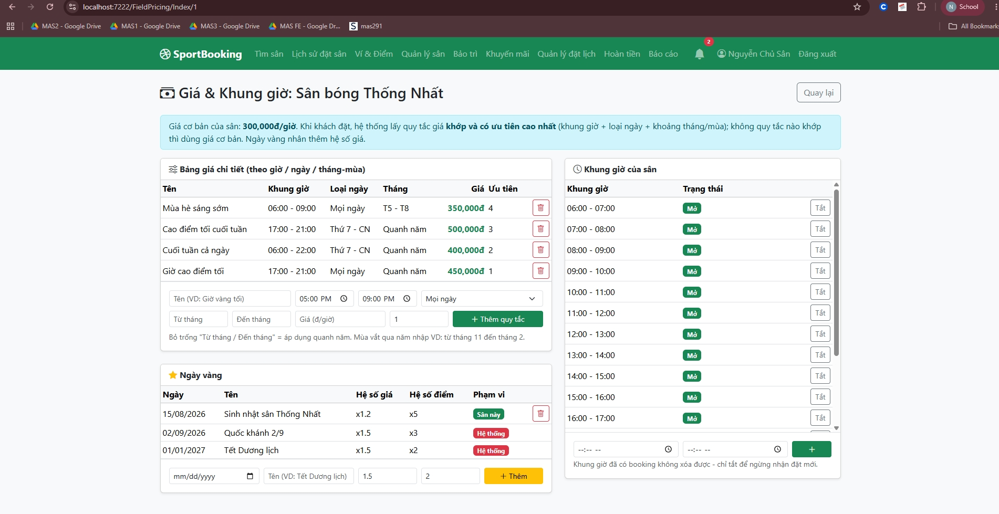 localhost:7222/FieldPricing/Index/1
N School
MAS2 - Google Drive MAS1 - Google Drive MAS3 - Google Drive MAS FE - Google Dr... S mas291 All Bookmarks
SportBooking Tìm sân Lịch sử đặt sân Ví & Điểm Quản lý sân Bảo trì Khuyến mãi Quản lý đặt lịch Hoàn tiền Báo cáo 2 Nguyễn Chủ Sân Đăng xuất
Giá & Khung giờ: Sân bóng Thống Nhất
Quay lại
Giá cơ bản của sân: 300,000đ/giờ. Khi khách đặt, hệ thống lấy quy tắc giá khớp và có ưu tiên cao nhất (khung giờ + loại ngày + khoảng tháng/mùa); không quy tắc nào khớp
thì dùng giá cơ bản. Ngày vàng nhân thêm hệ số giá.
Bảng giá chi tiết (theo giờ / ngày / tháng-mùa)
Tên Khung giờ Loại ngày Tháng Giá Ưu tiên
Mùa hè sáng sớm 06:00 - 09:00 Mọi ngày T5 - T8 350,000đ 4
Cao điểm tối cuối tuần 17:00 - 21:00 Thứ 7 - CN Quanh năm 500,000đ 3
Cuối tuần cả ngày 06:00 - 22:00 Thứ 7 - CN Quanh năm 400,000đ 2
Giờ cao điểm tối 17:00 - 21:00 Mọi ngày Quanh năm 450,000đ 1
Tên (VD: Giờ vàng tối) 05:00 PM 09:00 PM Mọi ngày
Từ tháng Đến tháng Giá (đ/giờ) 1 + Thêm quy tắc
Bỏ trống "Từ tháng / Đến tháng" = áp dụng quanh năm. Mùa vắt qua năm nhập VD: từ tháng 11 đến tháng 2.
Ngày vàng
Ngày Tên Hệ số giá Hệ số điểm Phạm vi
15/08/2026 Sinh nhật sân Thống Nhất x1.2 x5 Sân này
02/09/2026 Quốc khánh 2/9 x1.5 x3 Hệ thống
01/01/2027 Tết Dương lịch x1.5 x2 Hệ thống
mm/dd/yyyy Tên (VD: Tết Dương lịch) 1.5 2 + Thêm
Khung giờ của sân
Khung giờ Trạng thái
06:00 - 07:00 Mở Tắt
07:00 - 08:00 Mở Tắt
08:00 - 09:00 Mở Tắt
09:00 - 10:00 Mở Tắt
10:00 - 11:00 Mở Tắt
11:00 - 12:00 Mở Tắt
12:00 - 13:00 Mở Tắt
13:00 - 14:00 Mở Tắt
14:00 - 15:00 Mở Tắt
15:00 - 16:00 Mở Tắt
16:00 - 17:00 Mở Tắt
--:-- -- --:-- -- +
Khung giờ đã có booking không xóa được - chỉ tắt để ngừng nhận đặt mới.